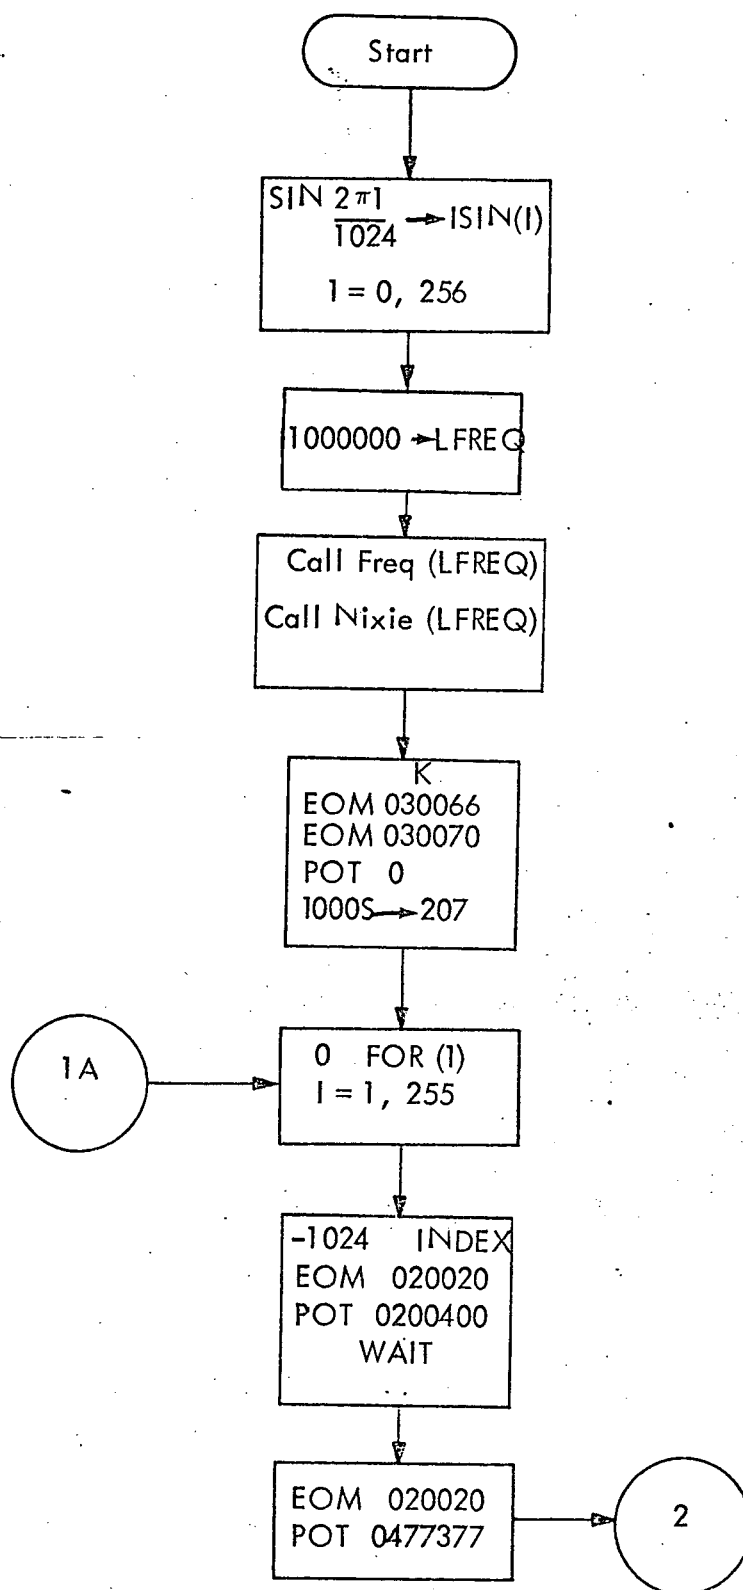 Start
SIN 2π1
1024 → ISIN(I)
1 = 0, 256
1000000 → LFREQ
Call Freq (LFREQ)
Call Nixie (LFREQ)
K
EOM 030066
EOM 030070
POT 0
1000S → 207
1A
0 FOR (1)
I = 1, 255
-1024 INDEX
EOM 020020
POT 0200400
WAIT
EOM 020020
POT 0477377
2